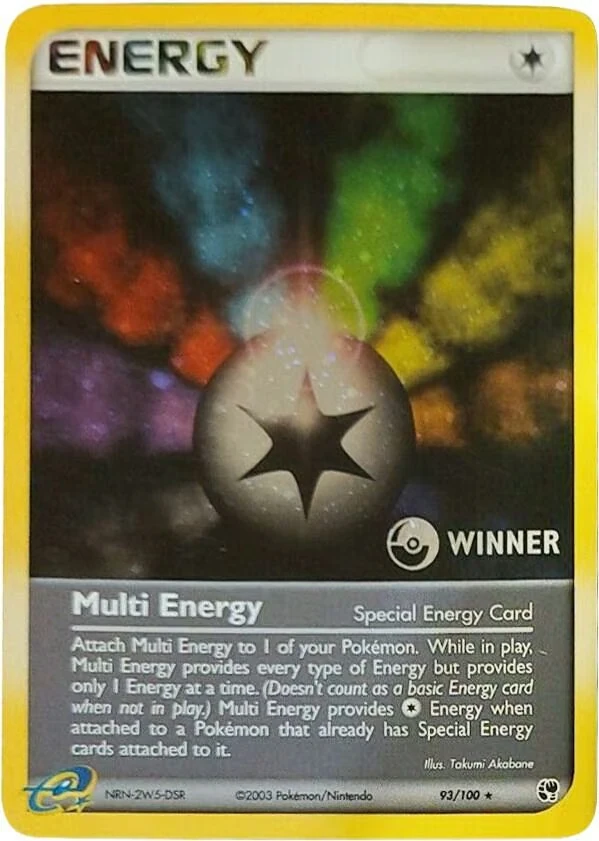 ENERGY
WINNER
Multi Energy
Special Energy Card
Attach Multi Energy to 1 of your Pokémon. While in play,
Multi Energy provides every type of Energy but provides
only 1 Energy at a time. (Doesn't count as a basic Energy card
when not in play.) Multi Energy provides Energy when
attached to a Pokémon that already has Special Energy
cards attached to it.
Illus. Takumi Akabane
e NRN-2W5-DSR ©2003 Pokémon/Nintendo 93/100 ★